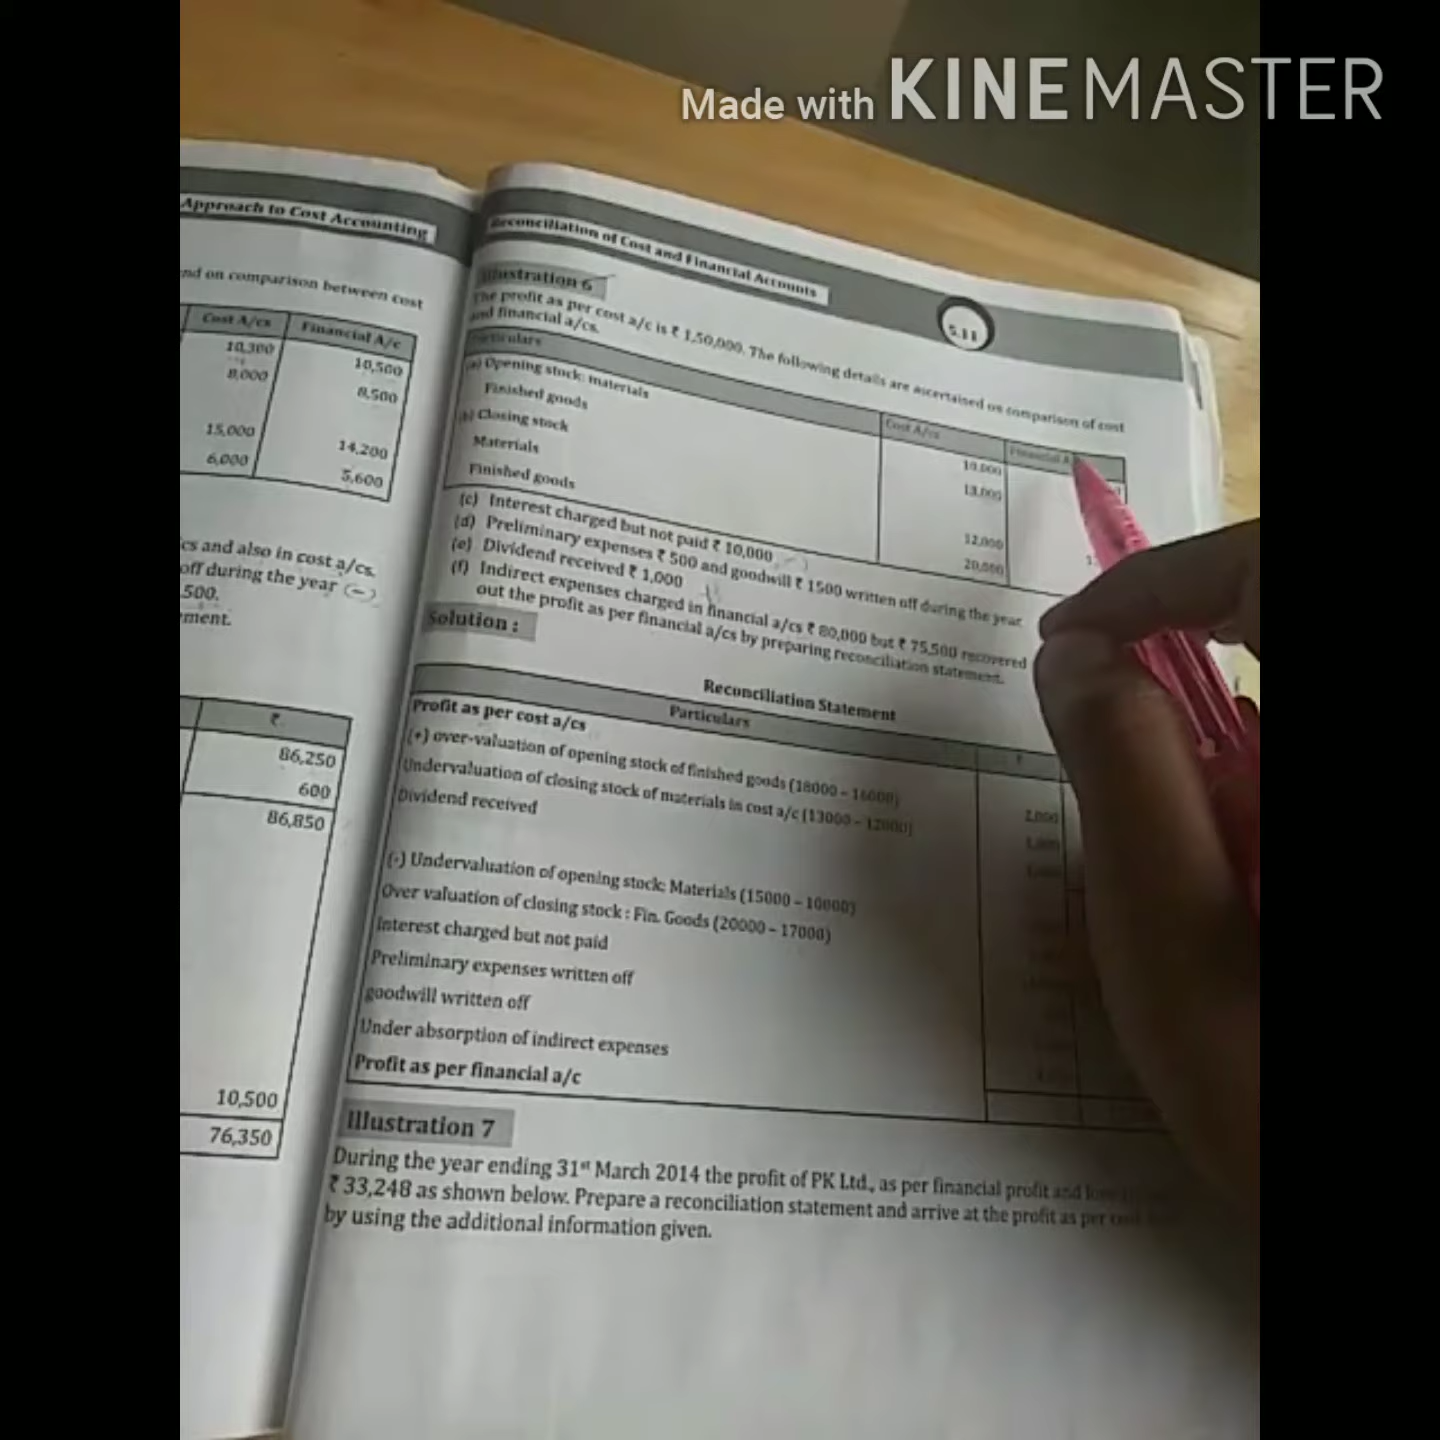 Made with KINEMASTER
Approach to Cost Accounting
nd on comparison between cost
Cost A/cs Financial A/c
10,300 10,500
8,000 8,500
15,000 14,200
6,000 5,600
cs and also in cost a/cs.
off during the year (-)
500.
ment.
₹
86,250
600
86,850
10,500
76,350
Reconciliation of Cost and Financial Accounts
5.11
Illustration 6
The profit as per cost a/c is ₹ 1,50,000. The following details are ascertained on comparison of cost
and financial a/cs.
Particulars Cost A/cs Financial
(a) Opening stock: materials 10,000
Finished goods 18,000
(b) Closing stock
Materials 12,000
Finished goods 20,000
(c) Interest charged but not paid ₹ 10,000
(d) Preliminary expenses ₹ 500 and goodwill ₹ 1500 written off during the year.
(e) Dividend received ₹ 1,000
(f) Indirect expenses charged in financial a/cs ₹ 80,000 but ₹ 75,500 recovered
out the profit as per financial a/cs by preparing reconciliation statement.
Solution :
Reconciliation Statement
Particulars ₹
Profit as per cost a/cs
(+) over-valuation of opening stock of finished goods (18000 – 16000) 2,000
Undervaluation of closing stock of materials in cost a/c (13000 – 12000) 1,000
Dividend received
(-) Undervaluation of opening stock: Materials (15000 – 10000)
Over valuation of closing stock : Fin. Goods (20000 – 17000)
Interest charged but not paid
Preliminary expenses written off
goodwill written off
Under absorption of indirect expenses
Profit as per financial a/c
Illustration 7
During the year ending 31st March 2014 the profit of PK Ltd., as per financial profit and
₹ 33,248 as shown below. Prepare a reconciliation statement and arrive at the profit as per
by using the additional information given.